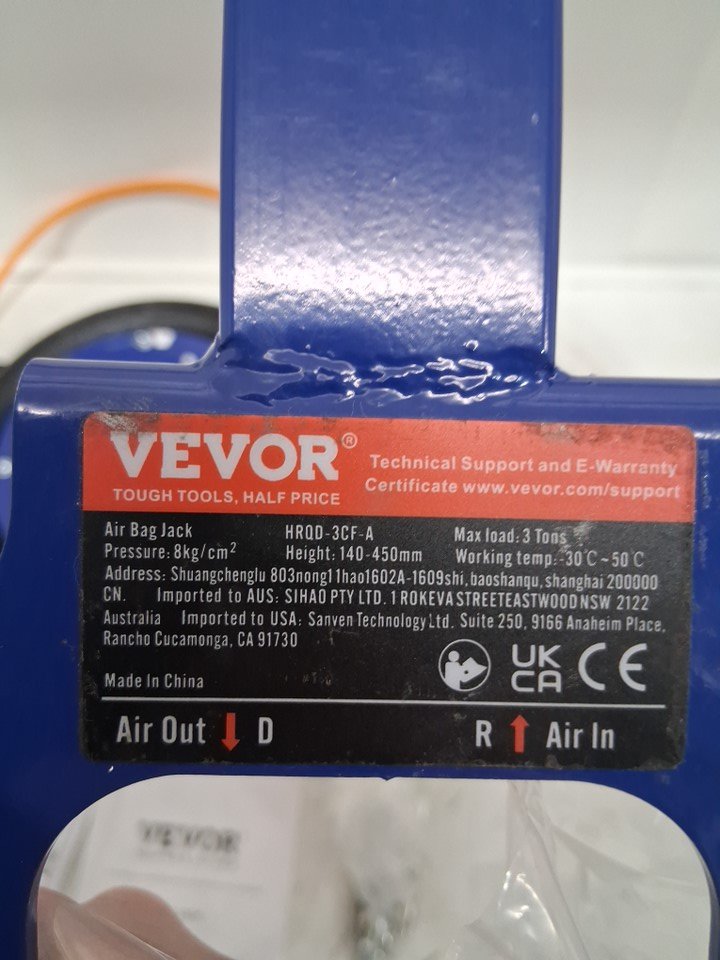 VEVOR®
Technical Support and E-Warranty
Certificate www.vevor.com/support
TOUGH TOOLS, HALF PRICE
Air Bag Jack HRQD-3CF-A Max load: 3 Tons
Pressure: 8kg/cm² Height: 140-450mm Working temp: -30℃~50℃
Address: Shuangchenglu 803nong11hao1602A-1609shi, baoshanqu, shanghai 200000
CN. Imported to AUS: SIHAO PTY LTD. 1 ROKEVA STREETEASTWOOD NSW 2122
Australia Imported to USA: Sanven Technology Ltd. Suite 250, 9166 Anaheim Place,
Rancho Cucamonga, CA 91730
UK
CA CE
Made In China
Air Out ↓ D R ↑ Air In
VEVOR